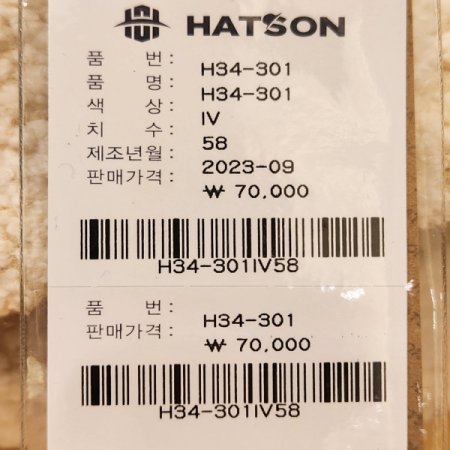 HATSON
품 번 : H34-301
품 명 : H34-301
색 상 : IV
치 수 : 58
제조년월 : 2023-09
판매가격 : ₩ 70,000
H34-301IV58
품 번 : H34-301
판매가격 : ₩ 70,000
H34-301IV58